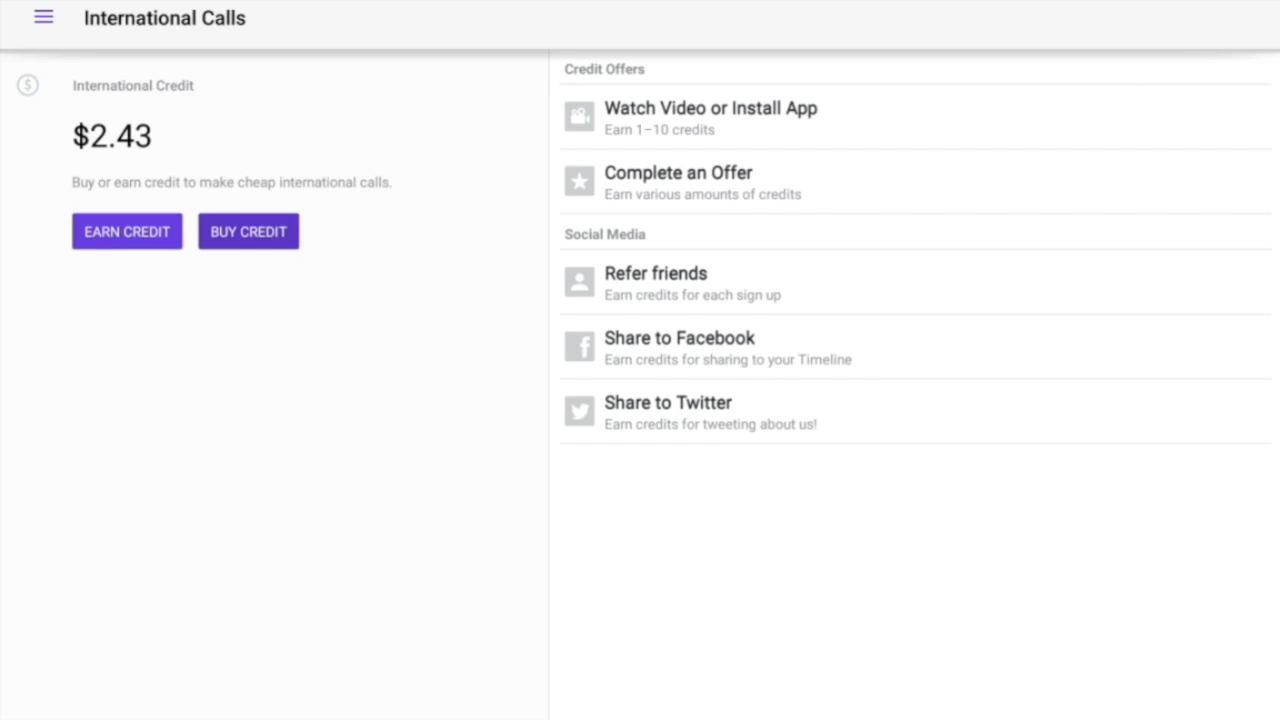 International Calls
International Credit
$2.43
Buy or earn credit to make cheap international calls.
EARN CREDIT
BUY CREDIT
Credit Offers
Watch Video or Install App
Earn 1–10 credits
Complete an Offer
Earn various amounts of credits
Social Media
Refer friends
Earn credits for each sign up
Share to Facebook
Earn credits for sharing to your Timeline
Share to Twitter
Earn credits for tweeting about us!